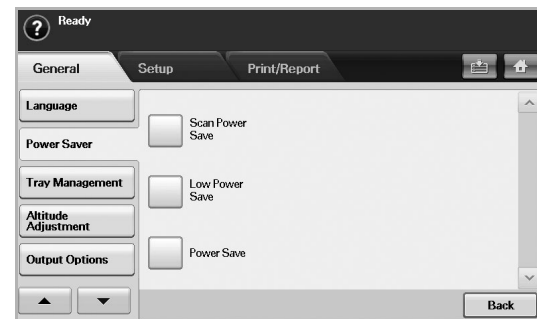 ?
Ready
General
Setup
Print/Report
Language
Power Saver
Tray Management
Altitude
Adjustment
Output Options
Scan Power
Save
Low Power
Save
Power Save
Back